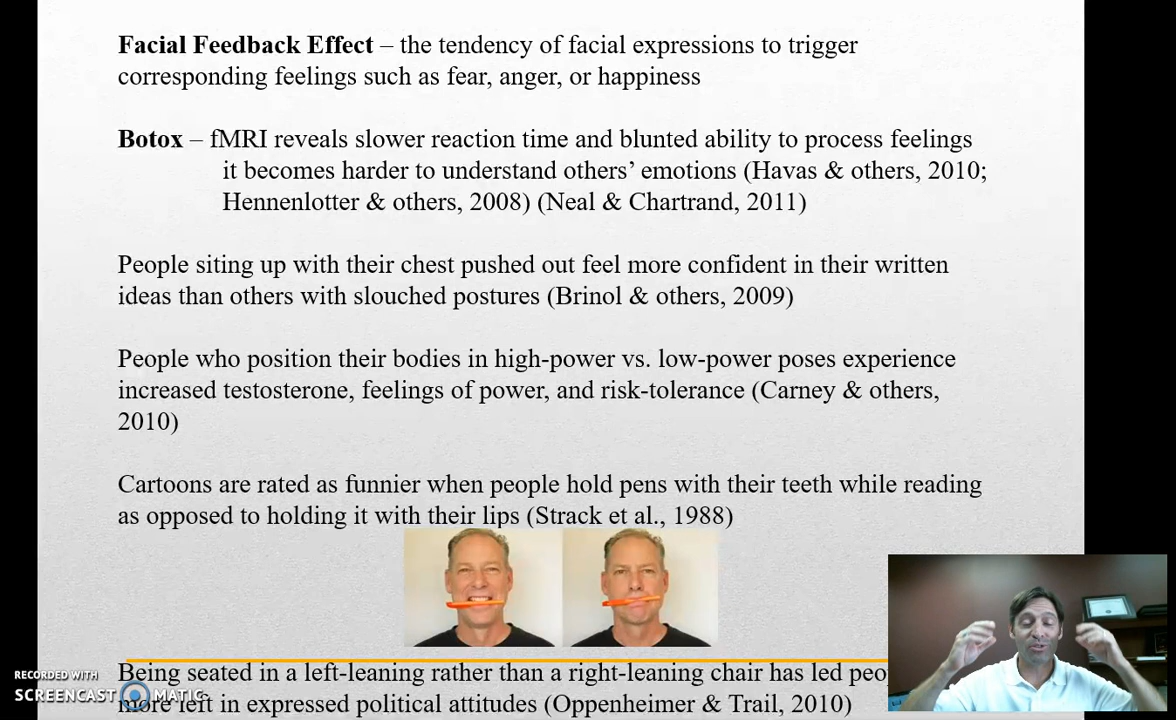 Facial Feedback Effect – the tendency of facial expressions to trigger
corresponding feelings such as fear, anger, or happiness
Botox – fMRI reveals slower reaction time and blunted ability to process feelings
it becomes harder to understand others’ emotions (Havas & others, 2010;
Hennenlotter & others, 2008) (Neal & Chartrand, 2011)
People siting up with their chest pushed out feel more confident in their written
ideas than others with slouched postures (Brinol & others, 2009)
People who position their bodies in high-power vs. low-power poses experience
increased testosterone, feelings of power, and risk-tolerance (Carney & others,
2010)
Cartoons are rated as funnier when people hold pens with their teeth while reading
as opposed to holding it with their lips (Strack et al., 1988)
Being seated in a left-leaning rather than a right-leaning chair has led
more left in expressed political attitudes (Oppenheimer & Trail, 2010)
RECORDED WITH
SCREENCAST MATIC